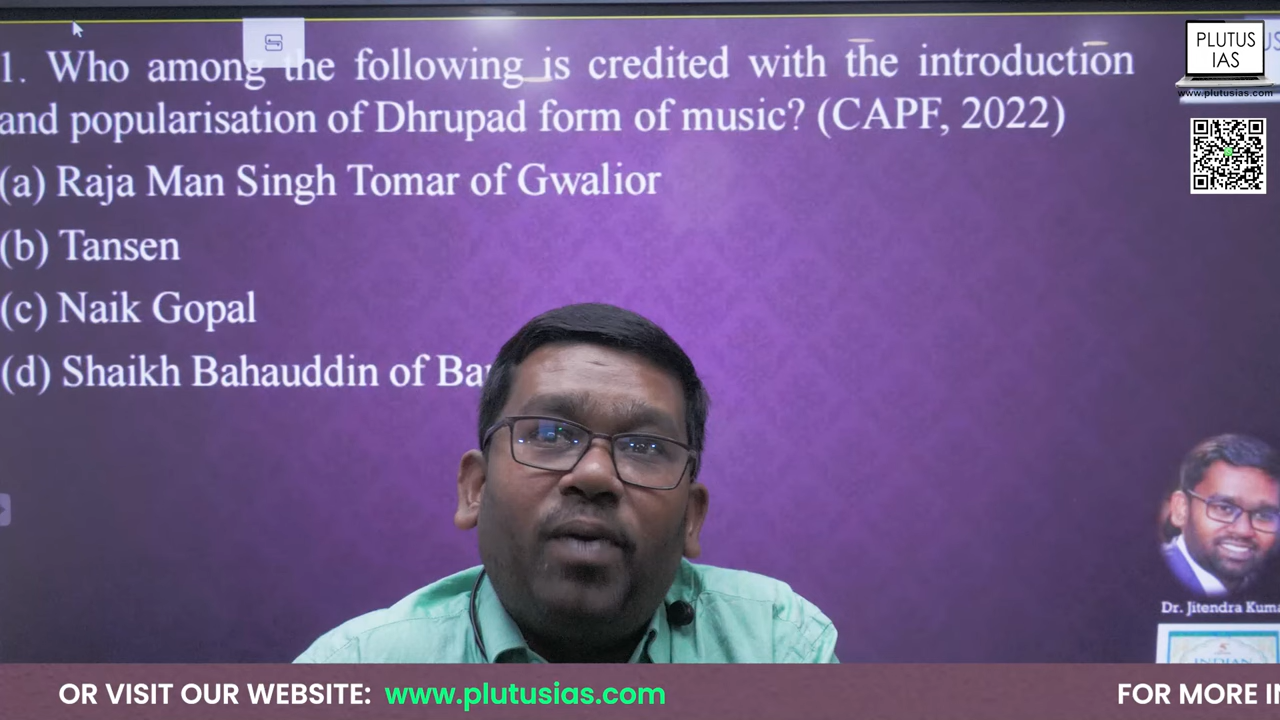 1. Who among the following is credited with the introduction
and popularisation of Dhrupad form of music? (CAPF, 2022)
(a) Raja Man Singh Tomar of Gwalior
(b) Tansen
(c) Naik Gopal
(d) Shaikh Bahauddin of
PLUTUS
IAS
www.plutusias.com
Dr. Jitendra
INDIAN
OR VISIT OUR WEBSITE: www.plutusias.com
FOR MORE